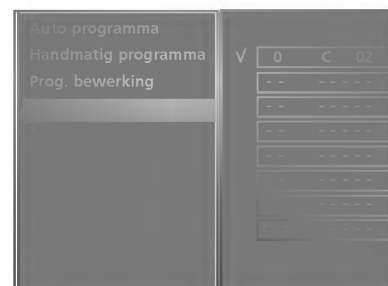 Auto programma
Handmatig programma
√ 0 C 02
Prog. bewerking
-- -----
-- -----
-- -----
-- -----
-- -----
-----
-- -----